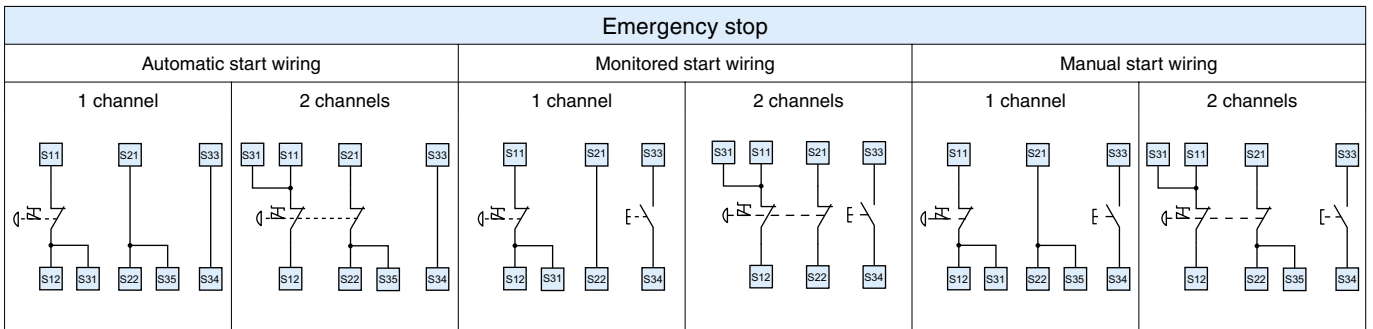 Emergency stop
Automatic start wiring Monitored start wiring Manual start wiring
1 channel 2 channels 1 channel 2 channels 1 channel 2 channels
S11 S21 S33 S31 S11 S21 S33 S11 S21 S33 S31 S11 S21 S33 S11 S21 S33 S31 S11 S21 S33
S12 S31 S22 S35 S34 S12 S22 S35 S34 S12 S31 S22 S34 S12 S22 S34 S12 S31 S22 S35 S34 S12 S22 S35 S34